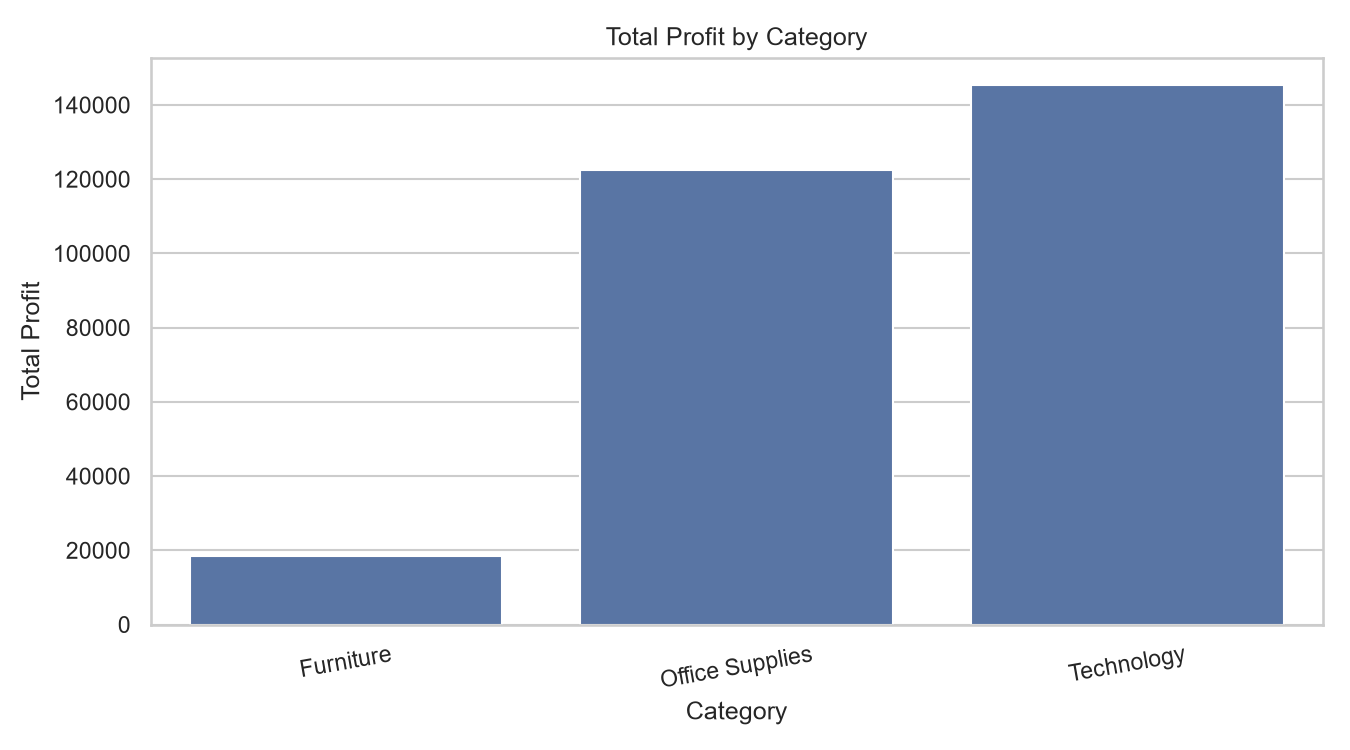 Total Profit by Category
Total Profit
140000
120000
100000
80000
60000
40000
20000
0
Furniture
Office Supplies
Technology
Category